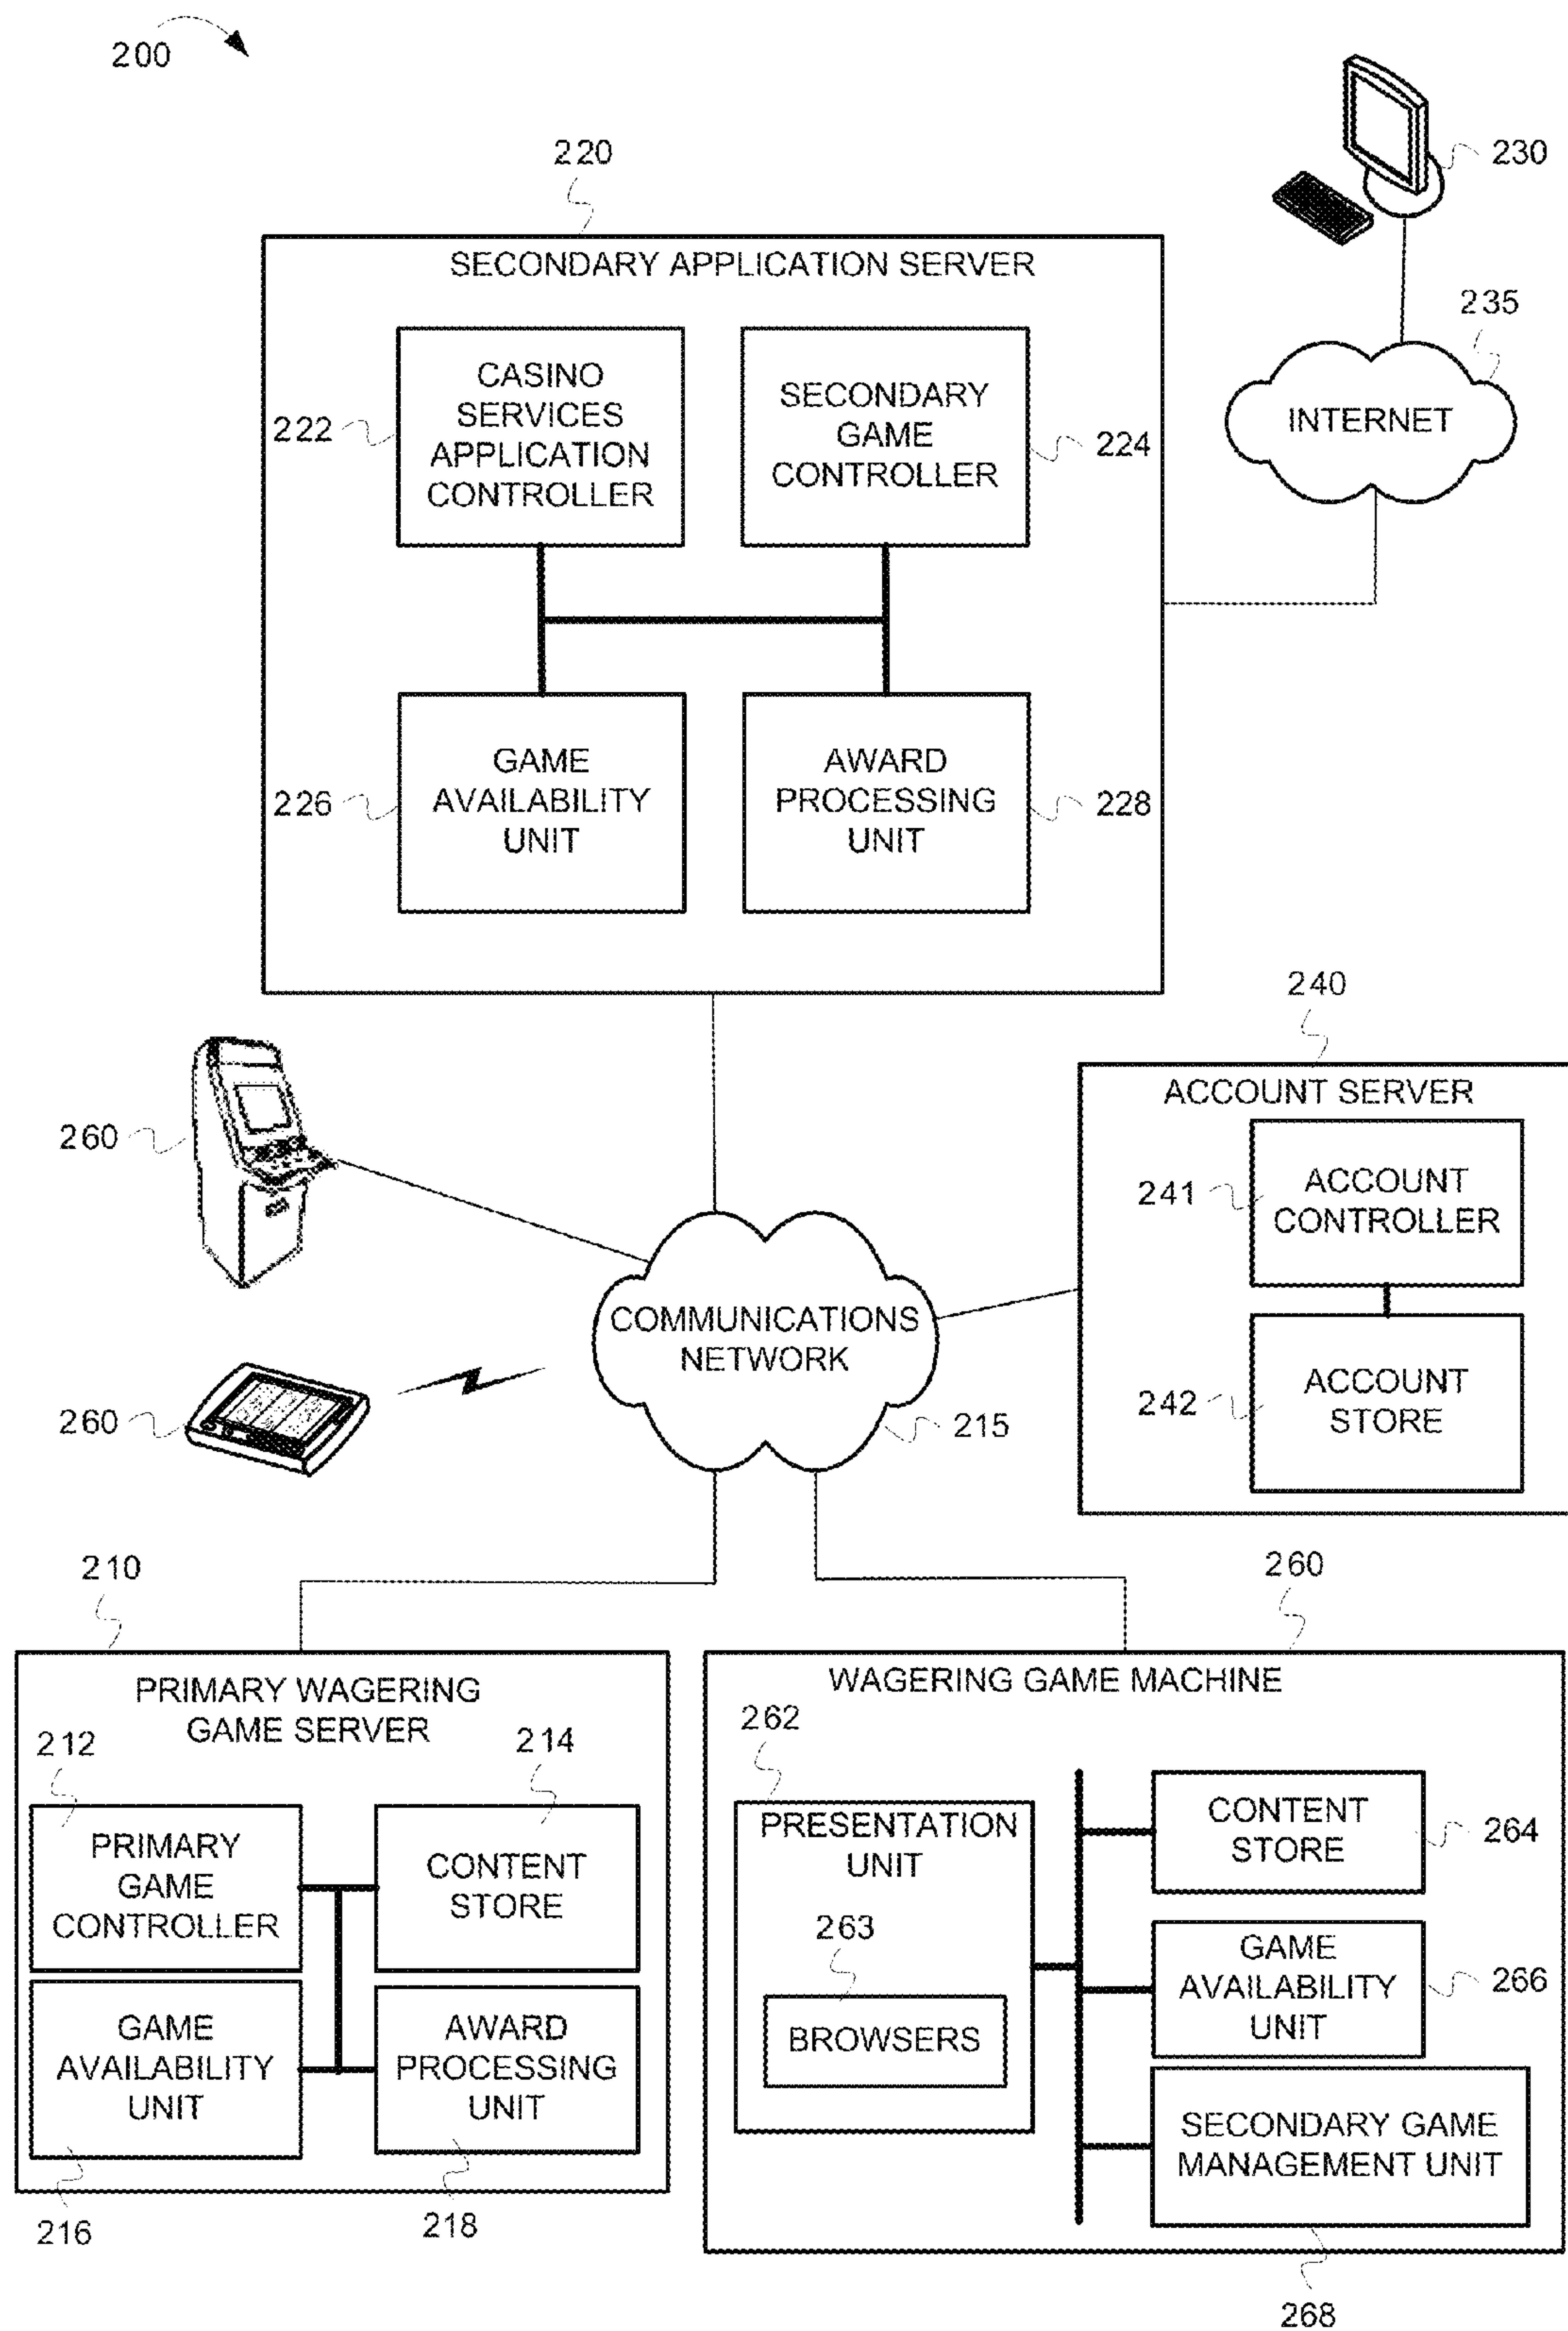 200
220
230
SECONDARY APPLICATION SERVER
235
CASINO
SERVICES
APPLICATION
CONTROLLER
222
SECONDARY
GAME
CONTROLLER
224
INTERNET
GAME
AVAILABILITY
UNIT
226
AWARD
PROCESSING
UNIT
228
240
ACCOUNT SERVER
260
241
ACCOUNT
CONTROLLER
COMMUNICATIONS
NETWORK
242
ACCOUNT
STORE
260
215
210
260
PRIMARY WAGERING
GAME SERVER
212
214
PRIMARY
GAME
CONTROLLER
CONTENT
STORE
GAME
AVAILABILITY
UNIT
AWARD
PROCESSING
UNIT
216
218
WAGERING GAME MACHINE
262
PRESENTATION
UNIT
263
BROWSERS
CONTENT
STORE
264
GAME
AVAILABILITY
UNIT
266
SECONDARY GAME
MANAGEMENT UNIT
268